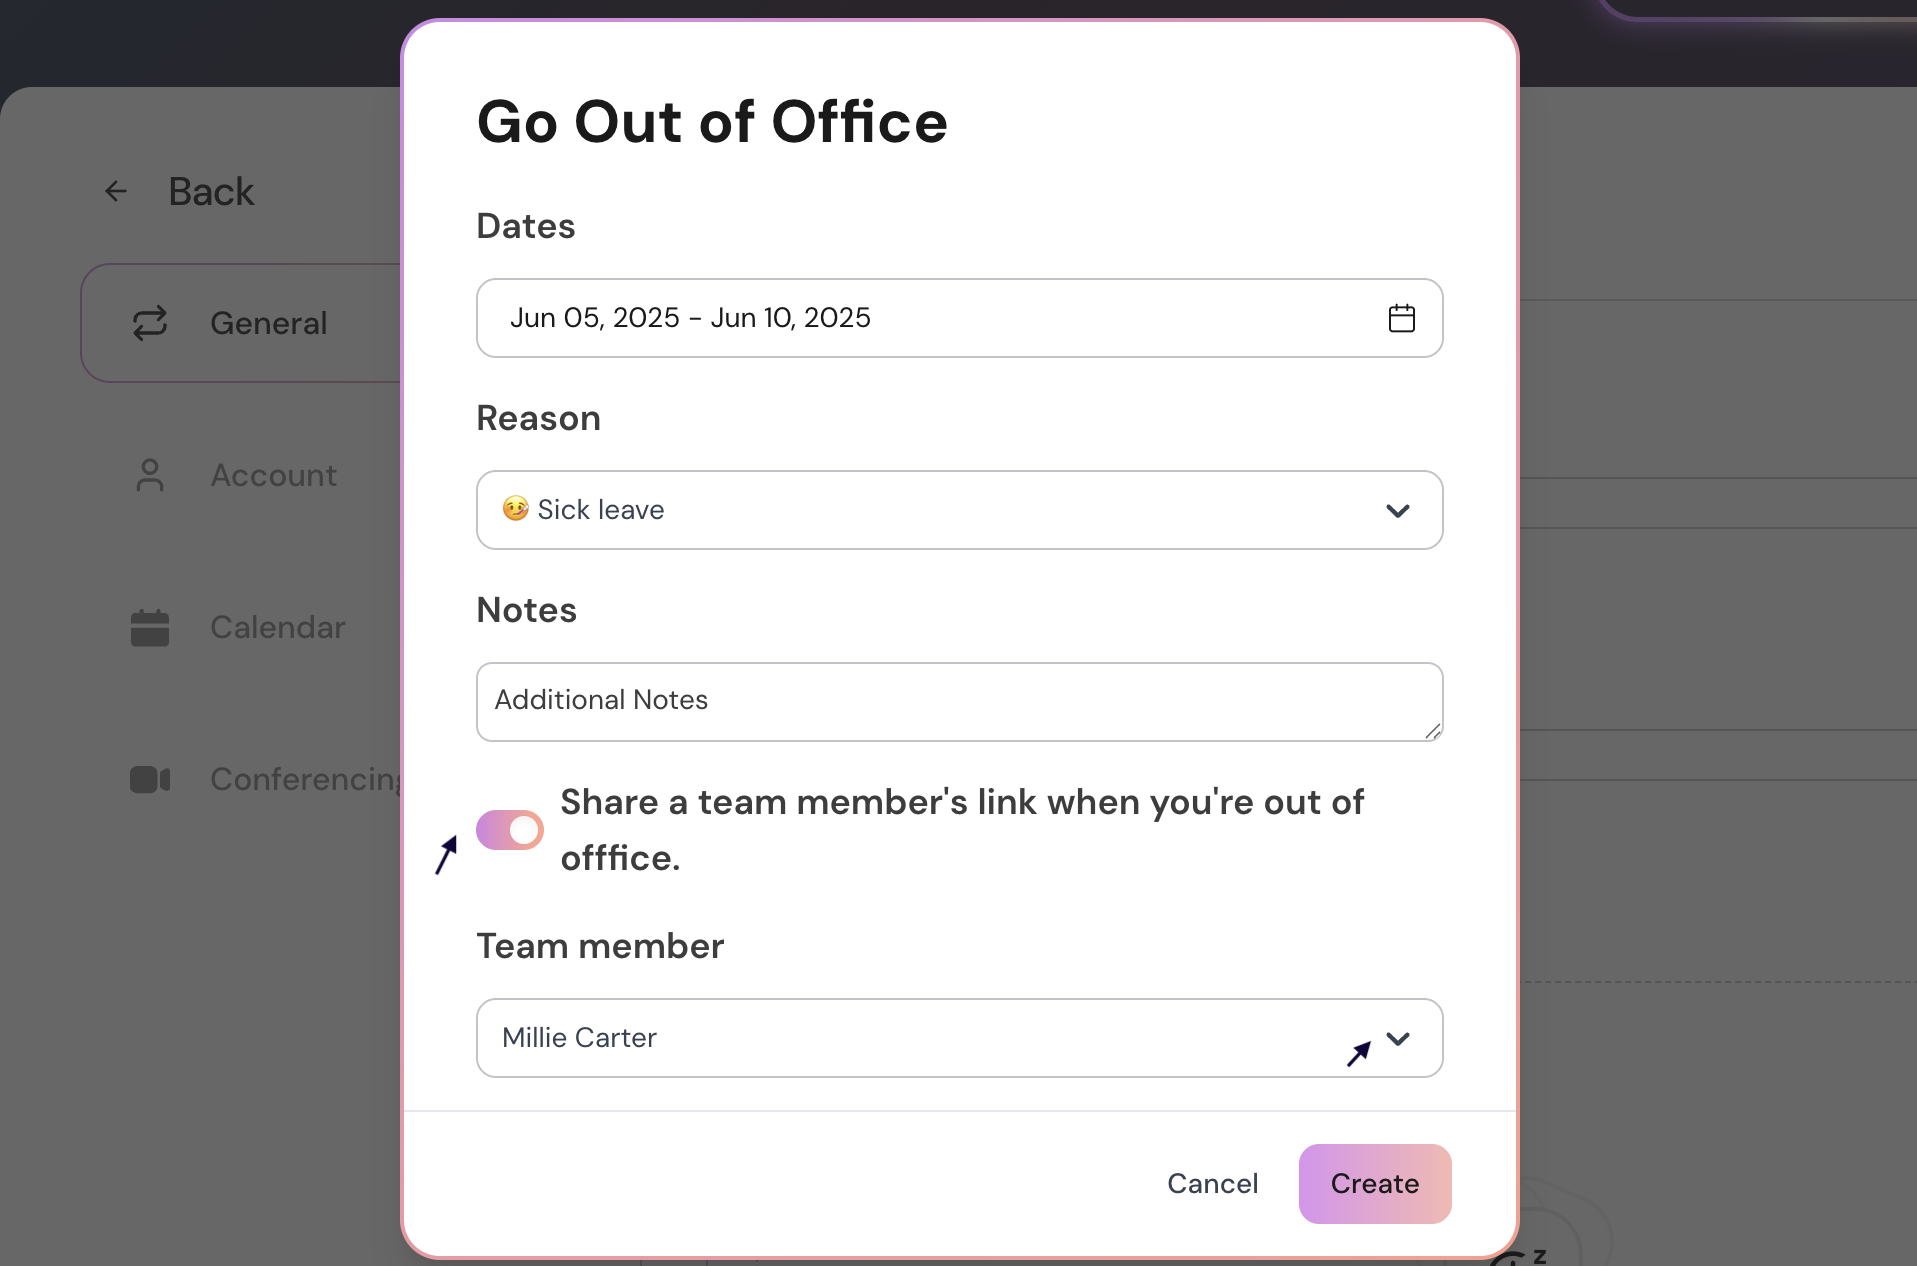 Go Out of Office
Back
Dates
Jun 05, 2025 – Jun 10, 2025
General
Reason
Account
🤒 Sick leave
Notes
Calendar
Additional Notes
Conferencing
Share a team member's link when you're out of
offfice.
Team member
Millie Carter
Cancel
Create
z